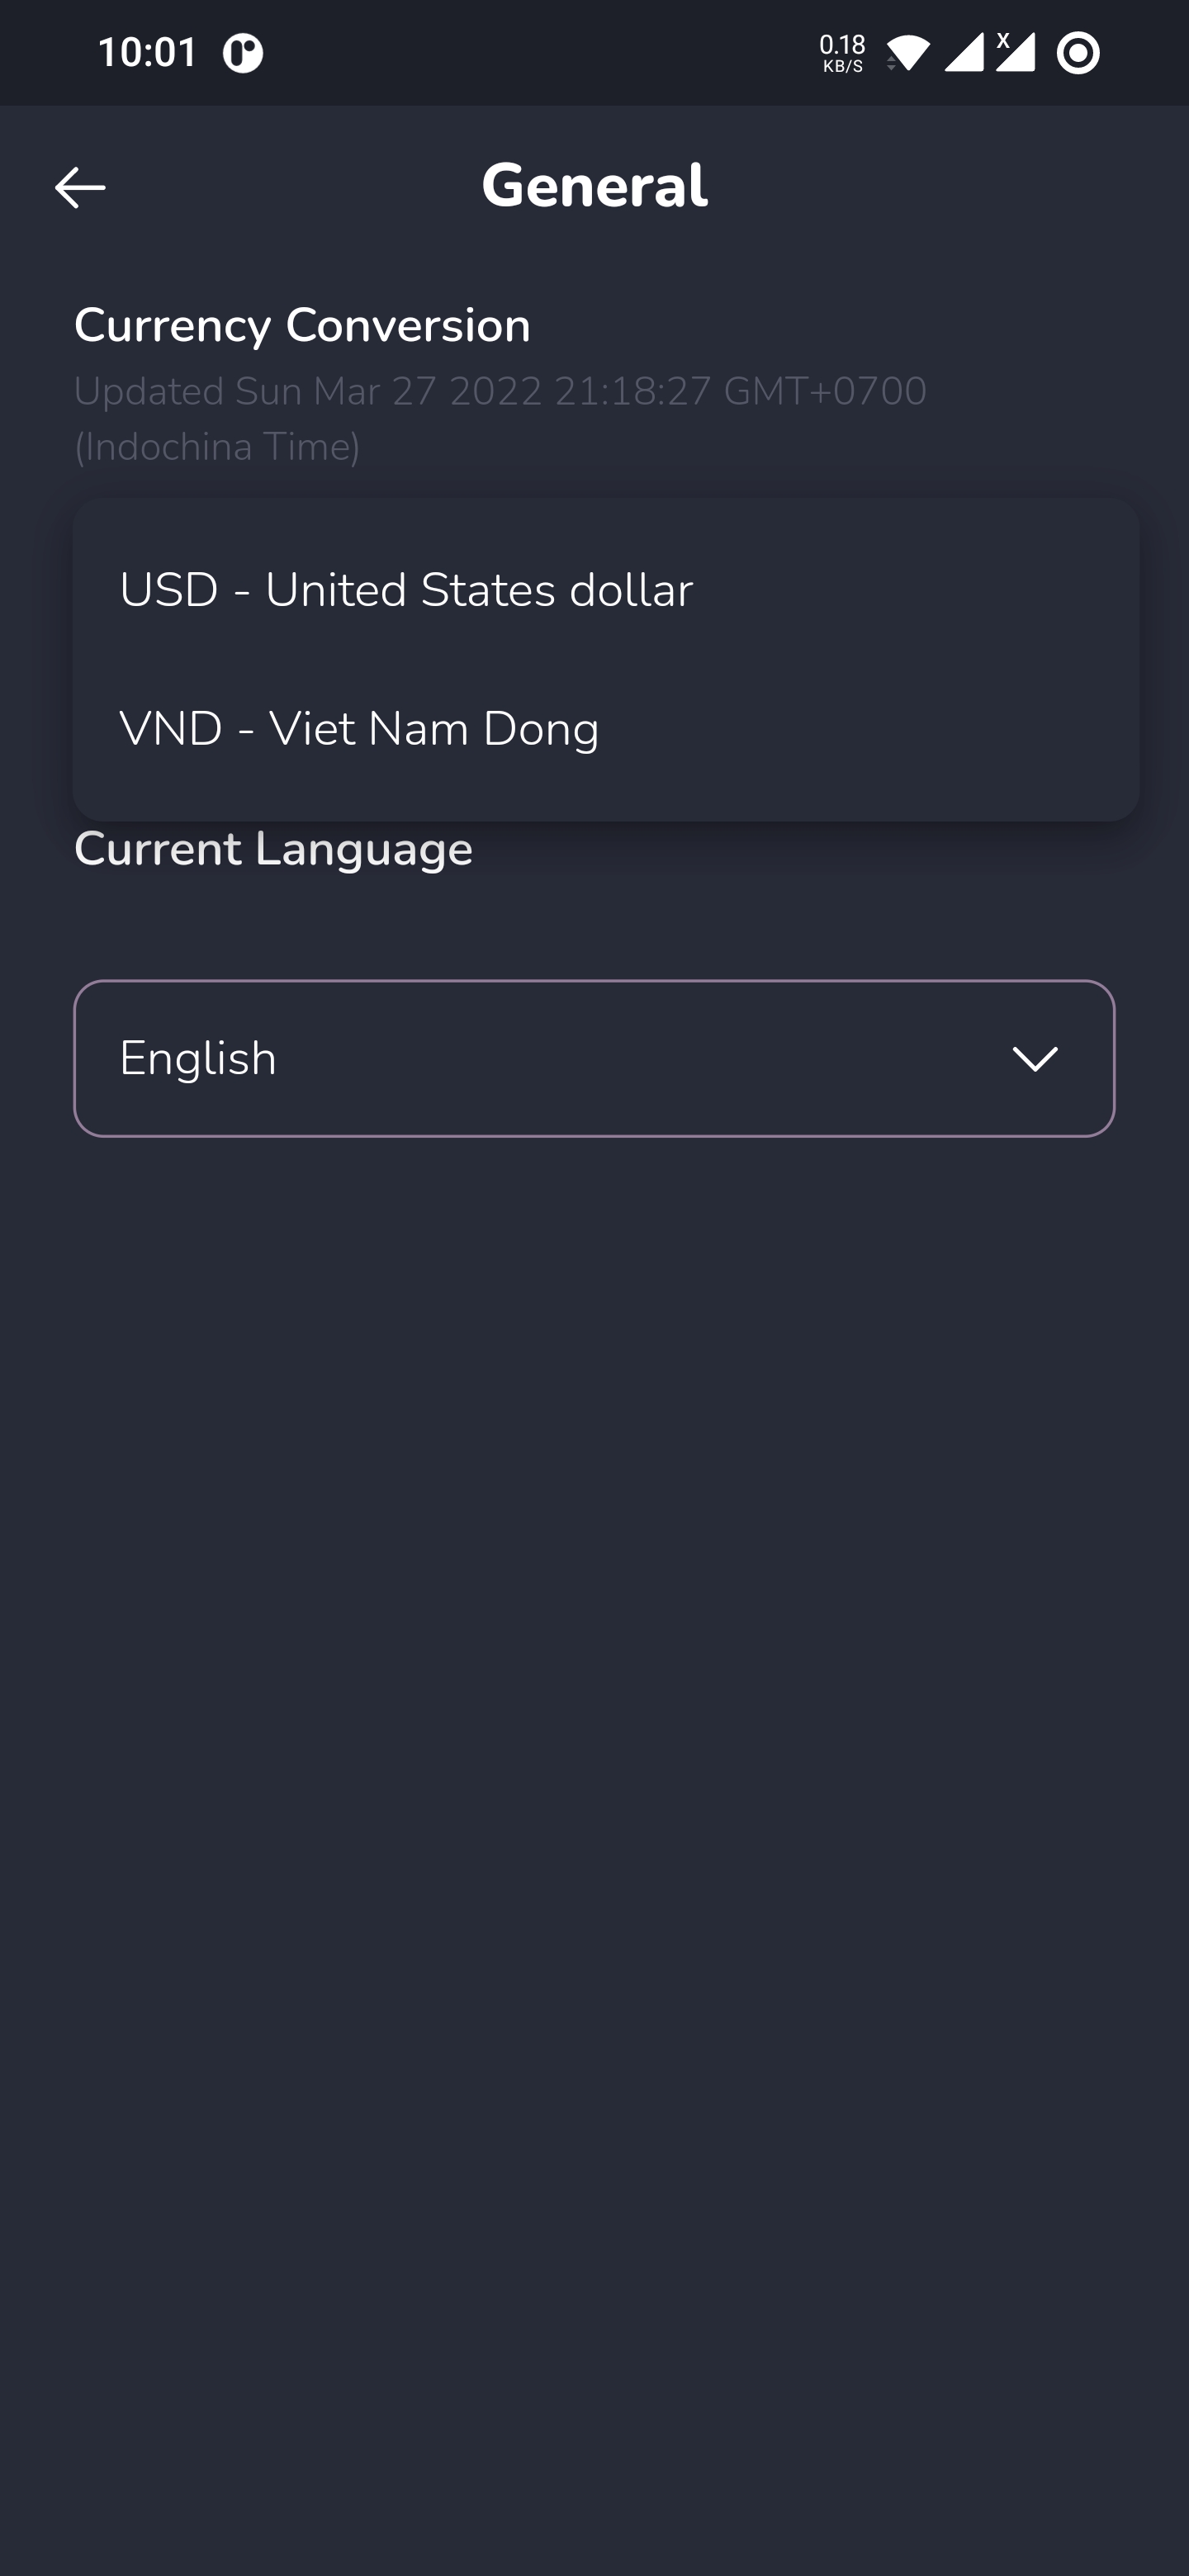 10:01
0.18
KB/S
X
General
Currency Conversion
Updated Sun Mar 27 2022 21:18:27 GMT+0700
(Indochina Time)
USD - United States dollar
VND - Viet Nam Dong
Current Language
English